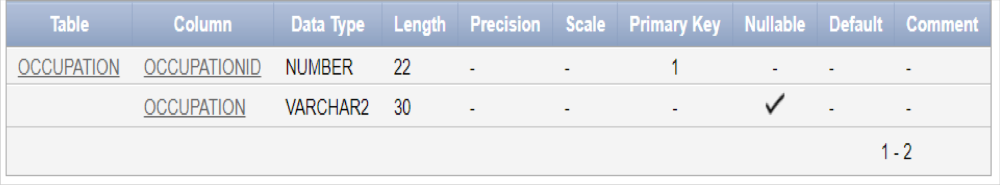 Table Column Data Type Length Precision Scale Primary Key Nullable Default Comment
OCCUPATION OCCUPATIONID NUMBER 22 - - 1 - - -
OCCUPATION VARCHAR2 30 - - - ✓ - -
1 - 2